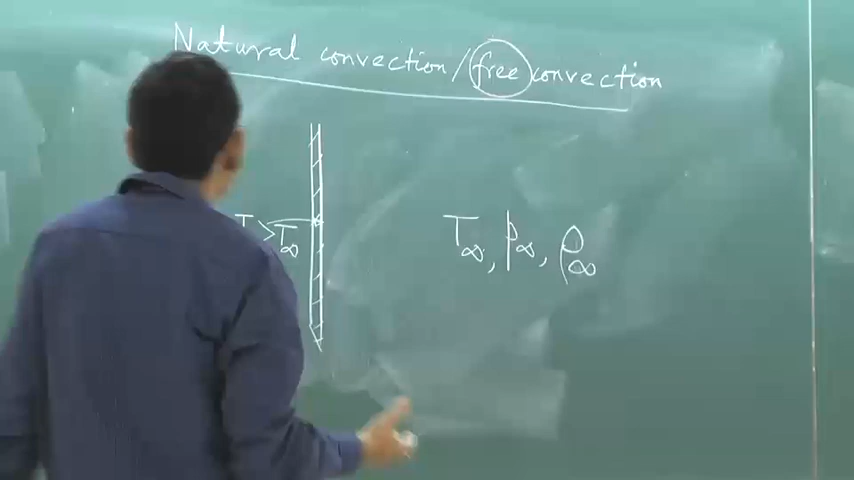 Natural convection/free convection
T > T∞
T∞, p∞, ρ∞